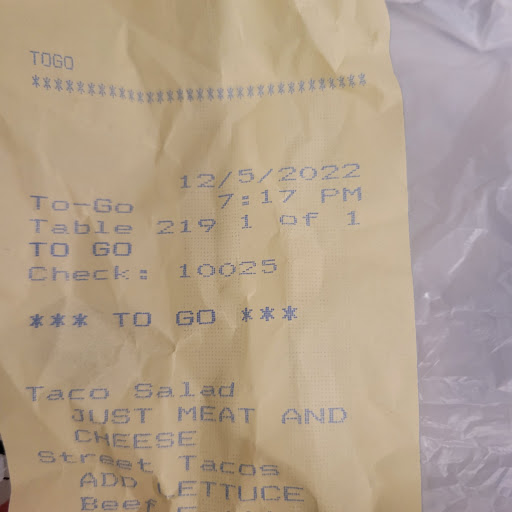 TOGO
******************************
12/5/2022
To-Go 7:17 PM
Table 219 1 of 1
TO GO
Check: 10025
*** TO GO ***
Taco Salad
JUST MEAT AND
CHEESE
Street Tacos
ADD LETTUCE
Beef